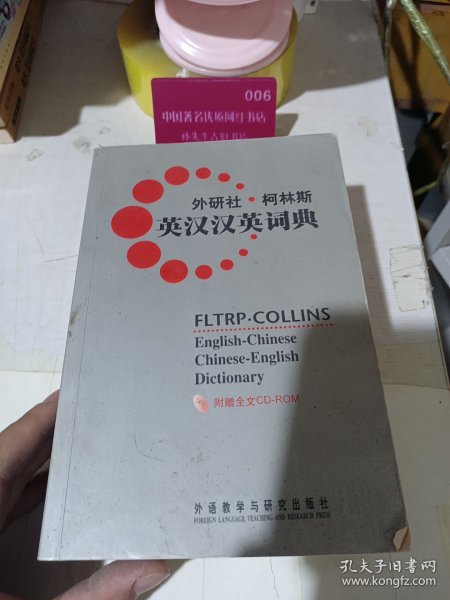 006
中国著名优质网红书店
外研社·柯林斯
英汉汉英词典
FLTRP·COLLINS
English-Chinese
Chinese-English
Dictionary
附赠全文CD-ROM
外语教学与研究出版社
FOREIGN LANGUAGE TEACHING AND RESEARCH PRESS
孔夫子旧书网
www.kongfz.com